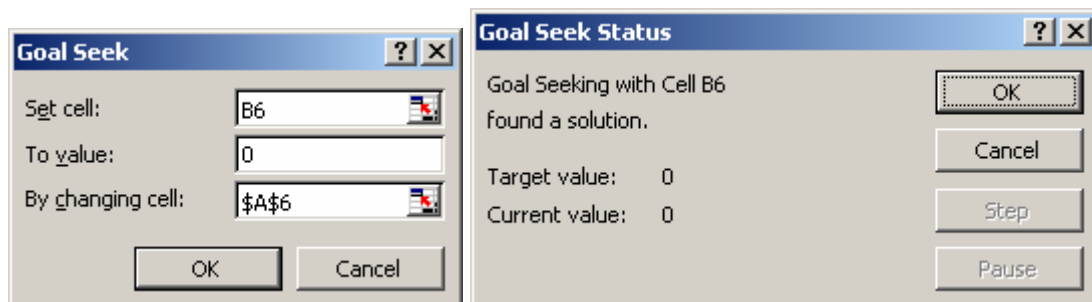 Goal Seek
Set cell: B6
To value: 0
By changing cell: $A$6
OK Cancel
Goal Seek Status
Goal Seeking with Cell B6
found a solution.
Target value: 0
Current value: 0
OK
Cancel
Step
Pause